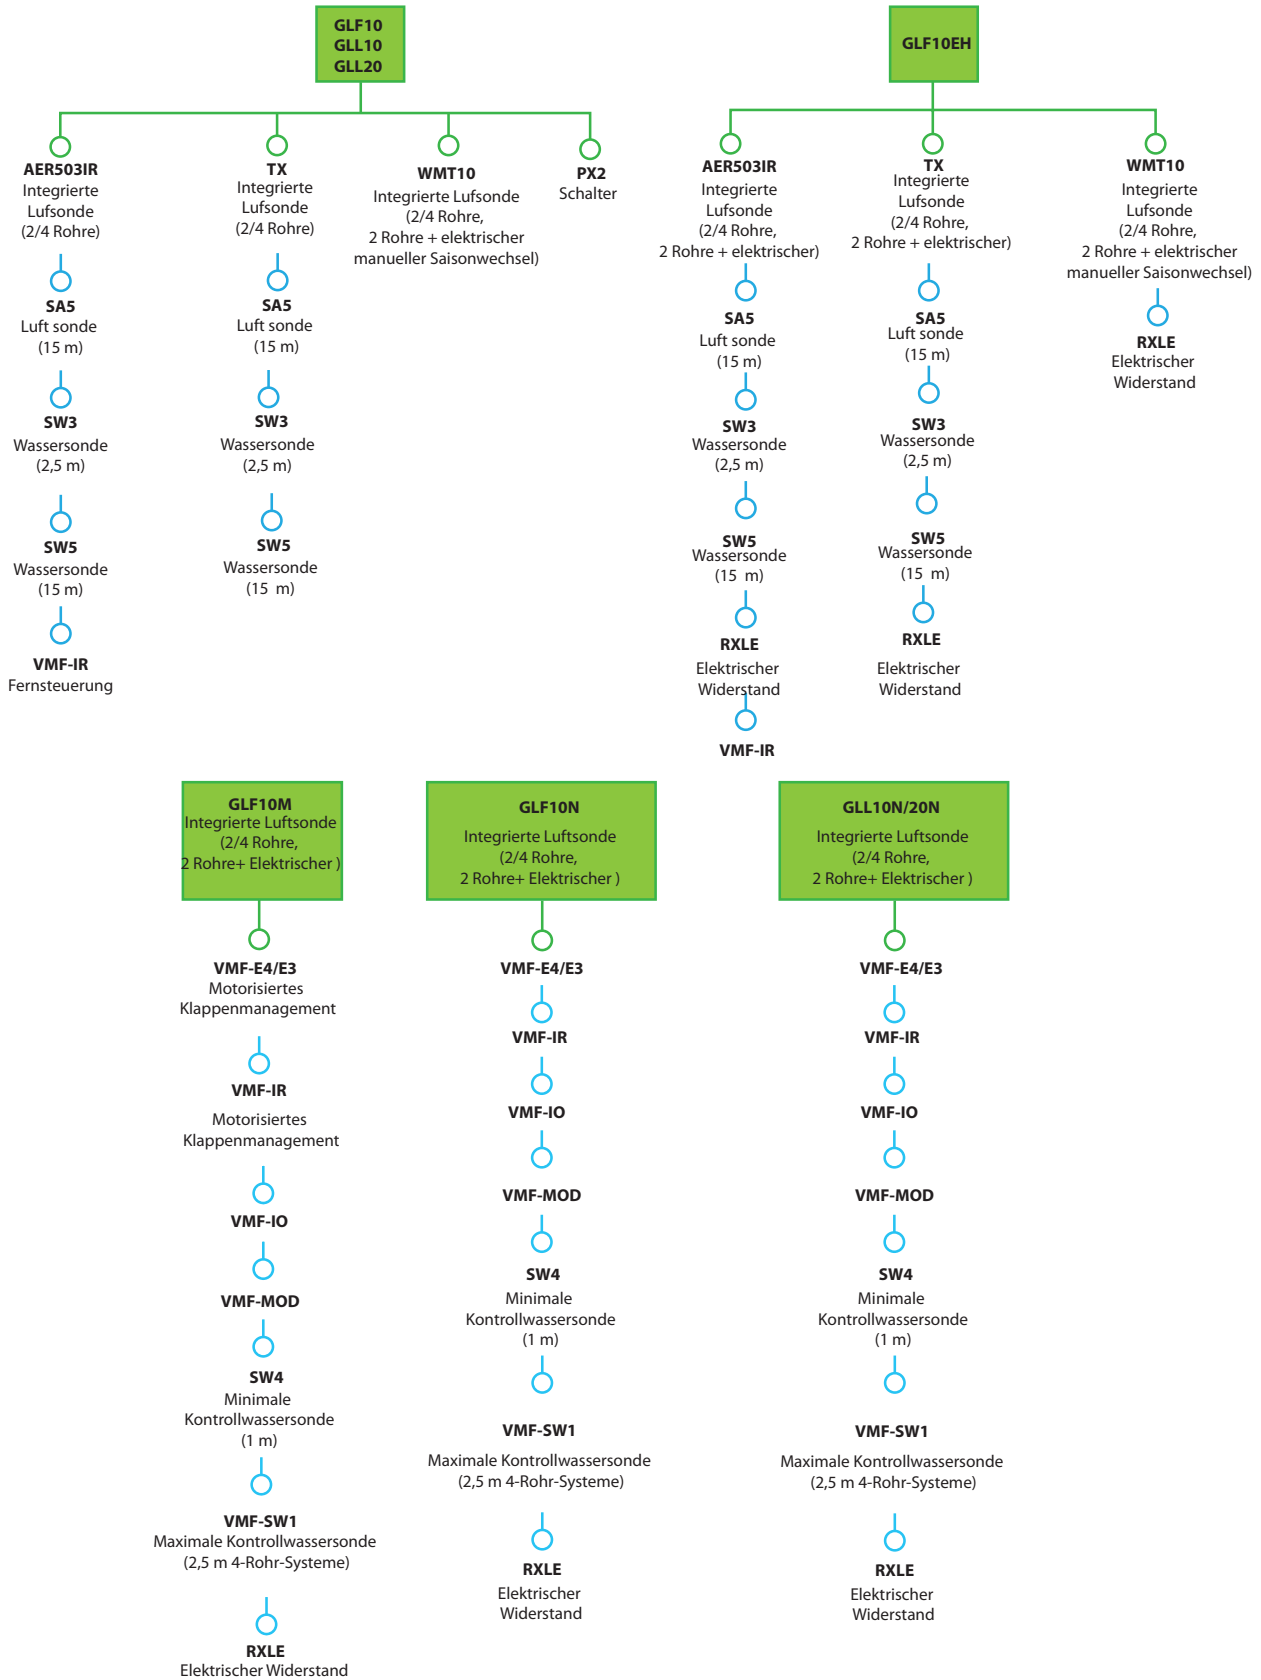 GLF10
GLL10
GLL20
AER503IR
Integrierte
Lufsonde
(2/4 Rohre)
SA5
Luft sonde
(15 m)
SW3
Wassersonde
(2,5 m)
SW5
Wassersonde
(15 m)
VMF-IR
Fernsteuerung
TX
Integrierte
Lufsonde
(2/4 Rohre)
SA5
Luft sonde
(15 m)
SW3
Wassersonde
(2,5 m)
SW5
Wassersonde
(15 m)
WMT10
Integrierte Lufsonde
(2/4 Rohre,
2 Rohre + elektrischer
manueller Saisonwechsel)
PX2
Schalter
GLF10EH
AER503IR
Integrierte
Lufsonde
(2/4 Rohre,
2 Rohre + elektrischer)
SA5
Luft sonde
(15 m)
SW3
Wassersonde
(2,5 m)
SW5
Wassersonde
(15 m)
RXLE
Elektrischer
Widerstand
VMF-IR
TX
Integrierte
Lufsonde
(2/4 Rohre,
2 Rohre + elektrischer)
SA5
Luft sonde
(15 m)
SW3
Wassersonde
(2,5 m)
SW5
Wassersonde
(15 m)
RXLE
Elektrischer
Widerstand
WMT10
Integrierte
Lufsonde
(2/4 Rohre,
2 Rohre + elektrischer
manueller Saisonwechsel)
RXLE
Elektrischer
Widerstand
GLF10M
Integrierte Luftsonde
(2/4 Rohre,
2 Rohre+ Elektrischer )
VMF-E4/E3
Motorisiertes
Klappenmanagement
VMF-IR
Motorisiertes
Klappenmanagement
VMF-IO
VMF-MOD
SW4
Minimale
Kontrollwassersonde
(1 m)
VMF-SW1
Maximale Kontrollwassersonde
(2,5 m 4-Rohr-Systeme)
RXLE
Elektrischer Widerstand
GLF10N
Integrierte Luftsonde
(2/4 Rohre,
2 Rohre+ Elektrischer )
VMF-E4/E3
VMF-IR
VMF-IO
VMF-MOD
SW4
Minimale
Kontrollwassersonde
(1 m)
VMF-SW1
Maximale Kontrollwassersonde
(2,5 m 4-Rohr-Systeme)
RXLE
Elektrischer
Widerstand
GLL10N/20N
Integrierte Luftsonde
(2/4 Rohre,
2 Rohre+ Elektrischer )
VMF-E4/E3
VMF-IR
VMF-IO
VMF-MOD
SW4
Minimale
Kontrollwassersonde
(1 m)
VMF-SW1
Maximale Kontrollwassersonde
(2,5 m 4-Rohr-Systeme)
RXLE
Elektrischer
Widerstand